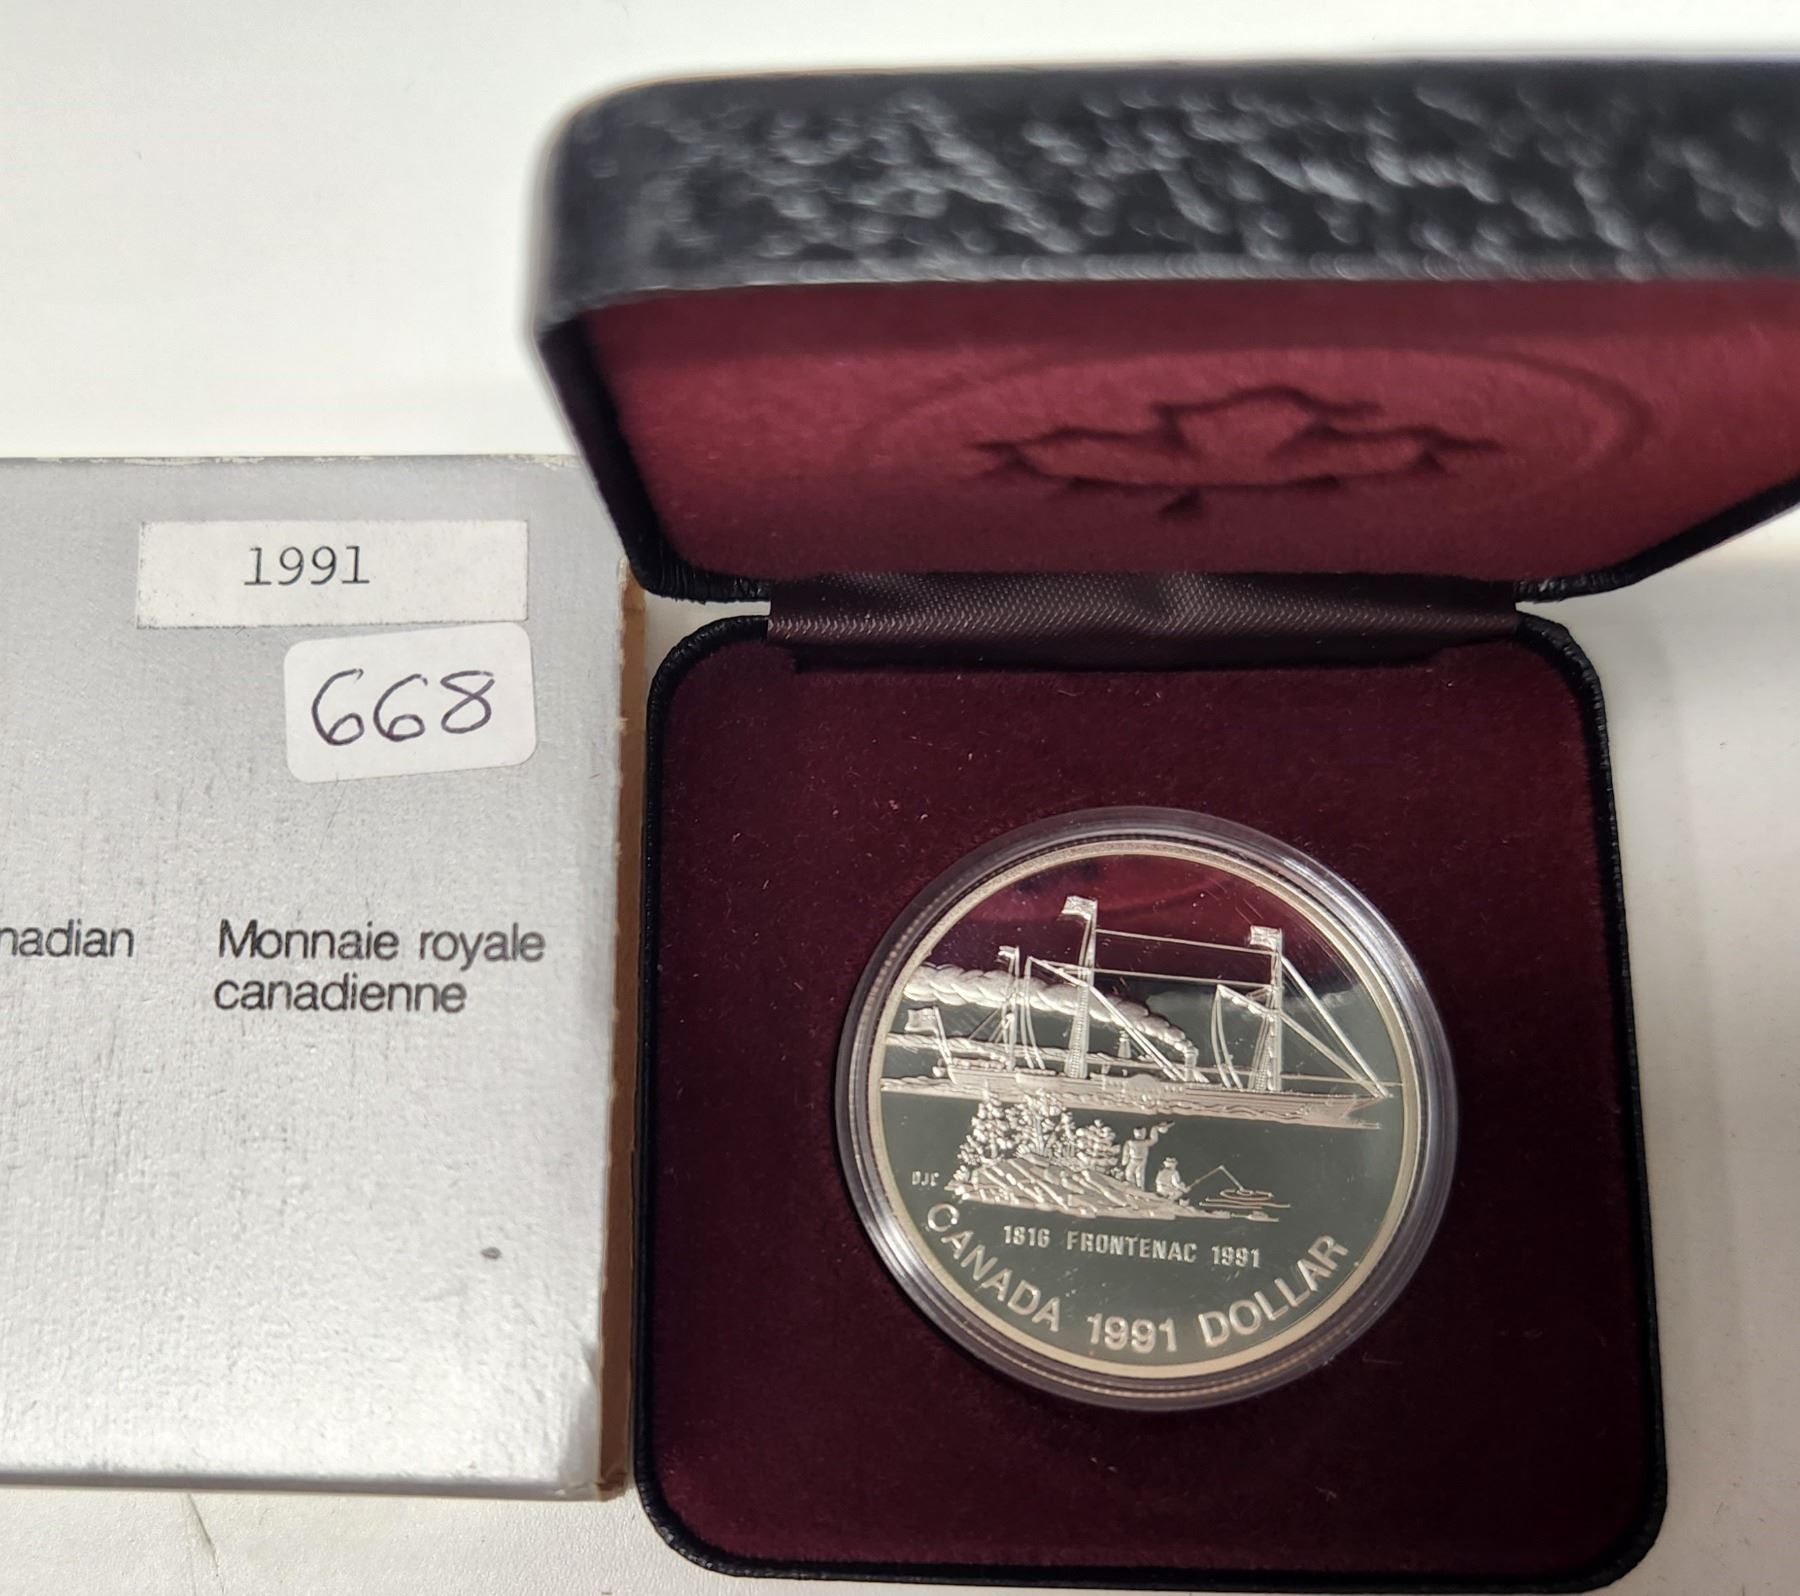 1991
668
nadian
Monnaie royale
canadienne
DJC
1816 FRONTENAC 1991
CANADA 1991 DOLLAR